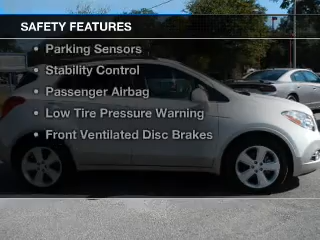 SAFETY FEATURES
• Parking Sensors
• Stability Control
• Passenger Airbag
• Low Tire Pressure Warning
• Front Ventilated Disc Brakes